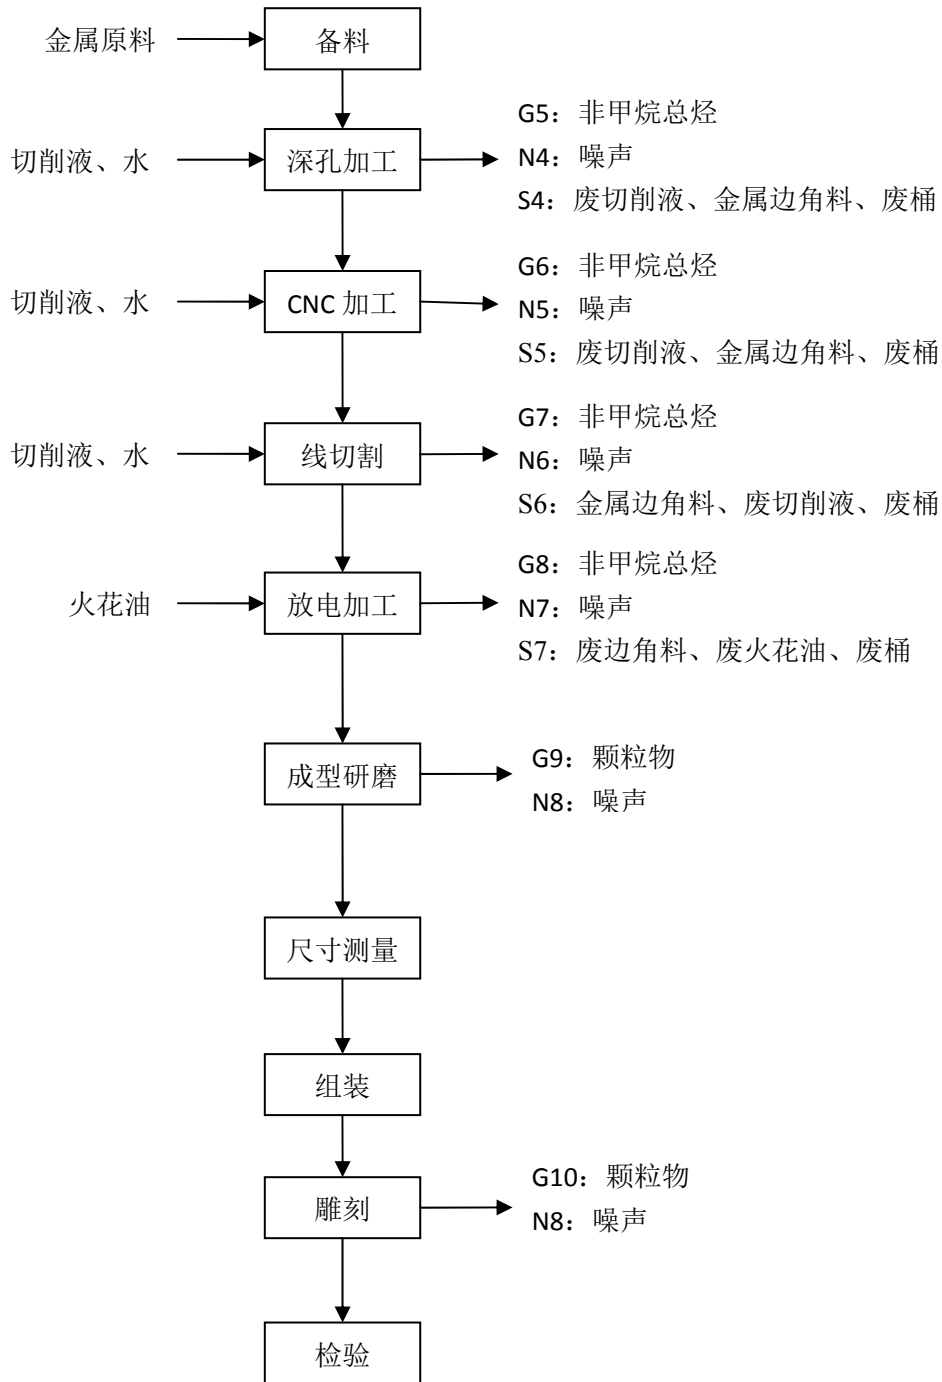 金属原料
备料
G5：非甲烷总烃
切削液、水
深孔加工
N4：噪声
S4：废切削液、金属边角料、废桶
G6：非甲烷总烃
切削液、水
CNC 加工
N5：噪声
S5：废切削液、金属边角料、废桶
G7：非甲烷总烃
切削液、水
线切割
N6：噪声
S6：金属边角料、废切削液、废桶
G8：非甲烷总烃
火花油
放电加工
N7：噪声
S7：废边角料、废火花油、废桶
成型研磨
G9：颗粒物
N8：噪声
尺寸测量
组装
雕刻
G10：颗粒物
N8：噪声
检验